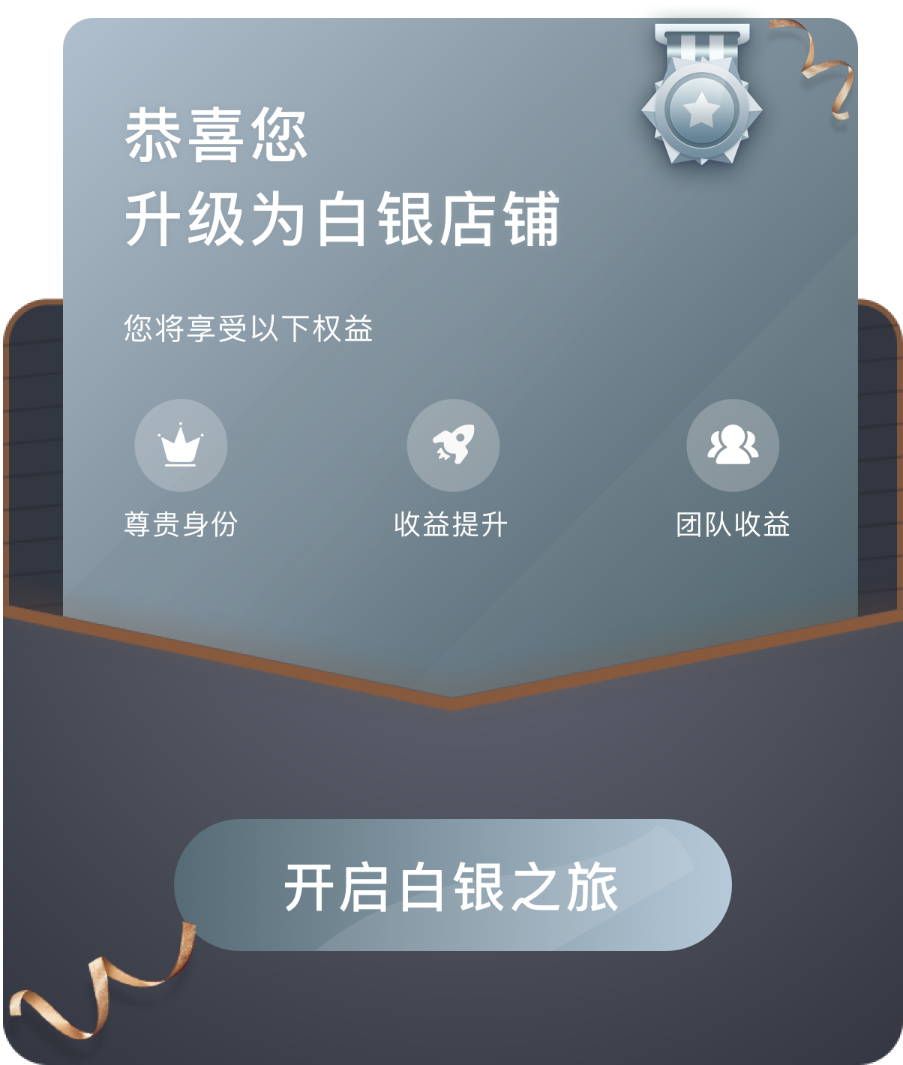 恭喜您
升级为白银店铺
您将享受以下权益
尊贵身份
收益提升
团队收益
开启白银之旅